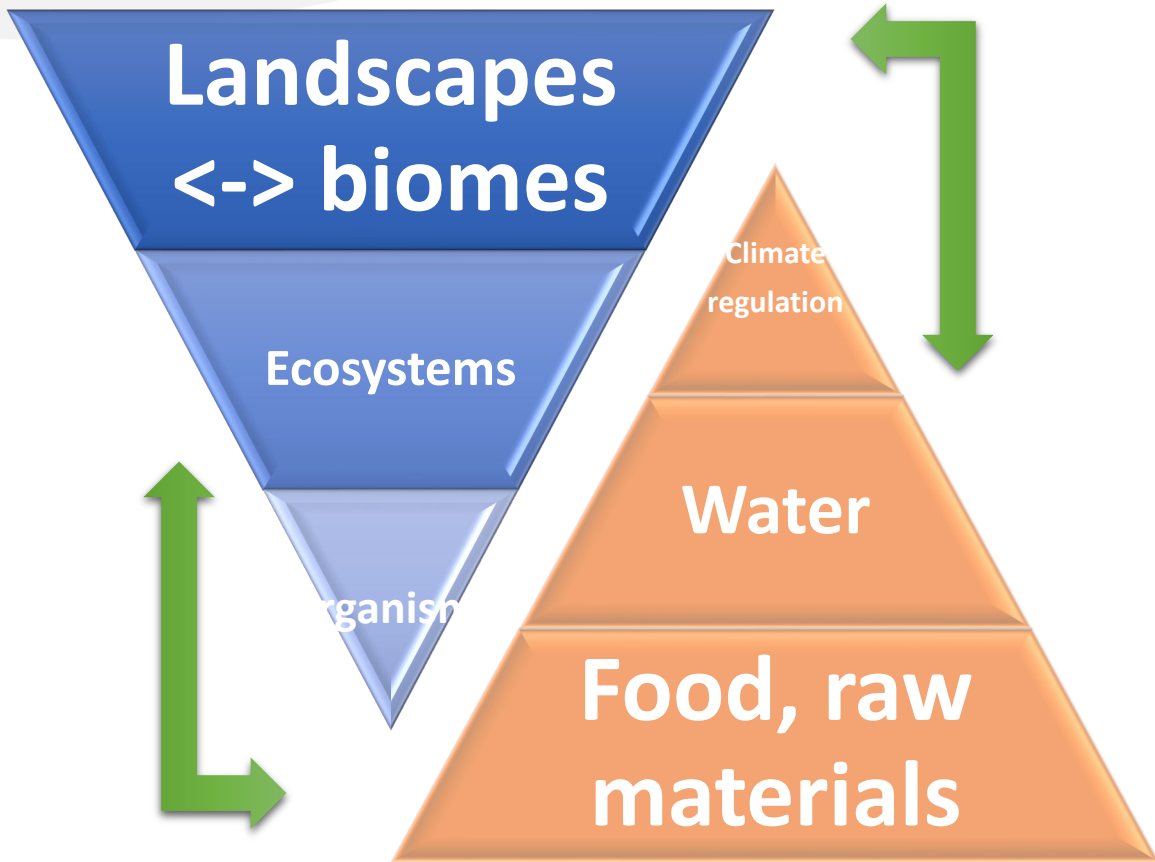 Landscapes
<-> biomes
Ecosystems
Climate
regulation
Water
Food, raw
materials